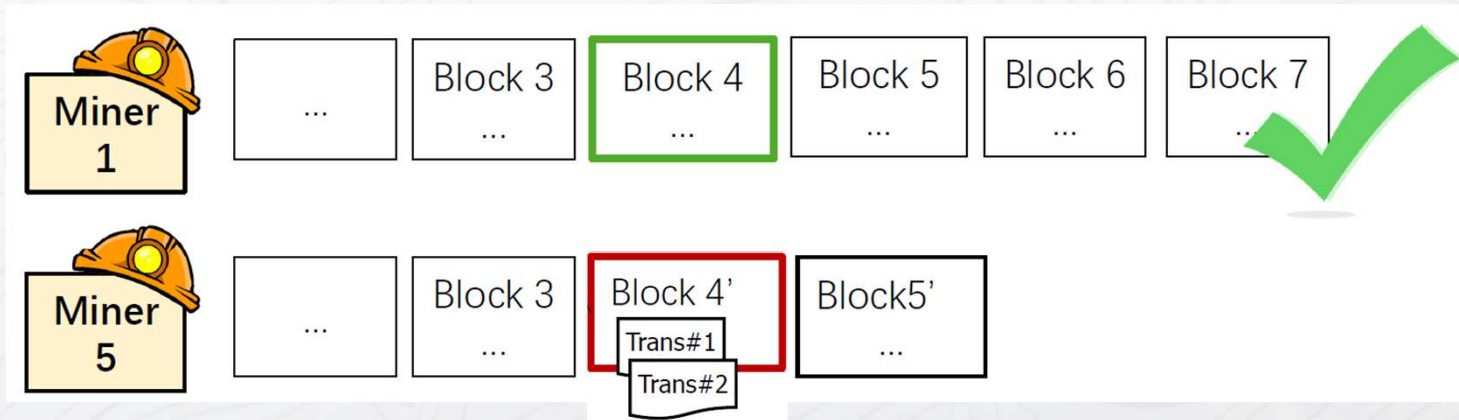 Miner
1
...
Block 3
...
Block 4
...
Block 5
...
Block 6
...
Block 7
...
Miner
5
...
Block 3
...
Block 4’
Trans#1
Trans#2
Block5’
...